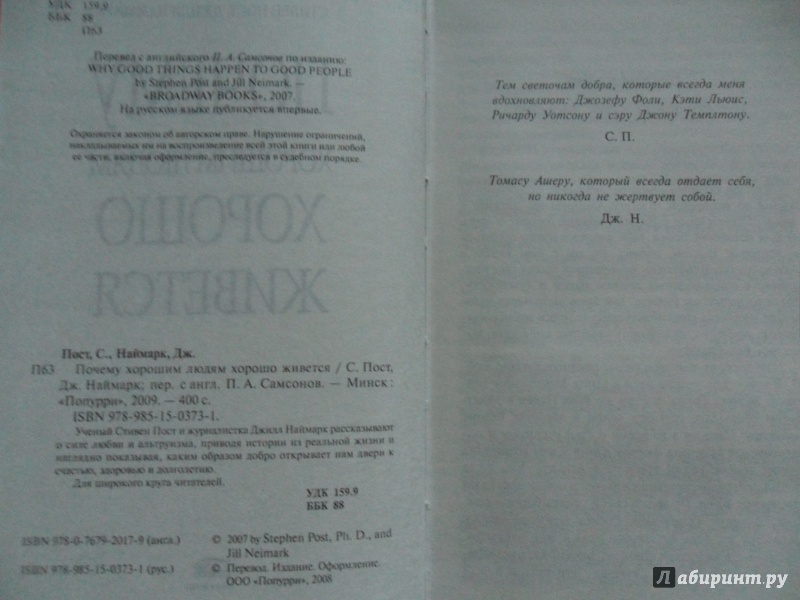 УДК 159.9
ББК 88
П63
Перевод с английского П. А. Самсонов по изданию:
WHY GOOD THINGS HAPPEN TO GOOD PEOPLE
by Stephen Post and Jill Neimark. —
«BROADWAY BOOKS», 2007.
На русском языке публикуется впервые.
Охраняется законом об авторском праве. Нарушение ограничений,
накладываемых им на воспроизведение всей этой книги или любой
ее части, включая оформление, преследуется в судебном порядке.
ХОРОШО
ЖИВЕТСЯ
Пост, С., Наймарк, Дж.
П63 Почему хорошим людям хорошо живется / С. Пост,
Дж. Наймарк; пер. с англ. П. А. Самсонов. — Минск :
«Попурри», 2009. — 400 с.
ISBN 978-985-15-0373-1.
Ученый Стивен Пост и журналистка Джилл Наймарк рассказывают
о силе любви и альтруизма, приводя истории из реальной жизни и
наглядно показывая, каким образом добро открывает нам двери к
счастью, здоровью и долголетию.
Для широкого круга читателей.
УДК 159.9
ББК 88
ISBN 978-0-7679-2017-9 (англ.) © 2007 by Stephen Post, Ph. D., and
Jill Neimark
ISBN 978-985-15-0373-1 (рус.) © Перевод. Издание. Оформление.
ООО «Попурри», 2008
Тем светочам добра, которые всегда меня
вдохновляют: Джозефу Фоли, Кэти Льюис,
Ричарду Уотсону и сэру Джону Темплтону.
С. П.
Томасу Ашеру, который всегда отдает себя,
но никогда не жертвует собой.
Дж. Н.
Лабиринт.ру